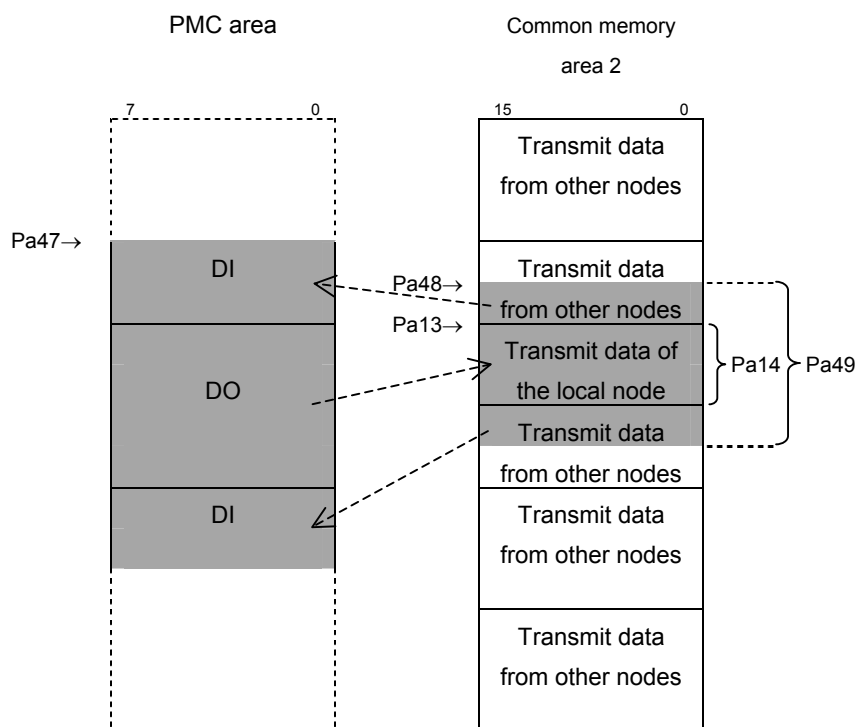 PMC area
Common memory
area 2
7 0
15 0
Transmit data
from other nodes
Pa47→
DI
Transmit data
Pa48→
from other nodes
Pa13→
Transmit data of
the local node
DO
Pa14
Pa49
Transmit data
from other nodes
DI
Transmit data
from other nodes
Transmit data
from other nodes